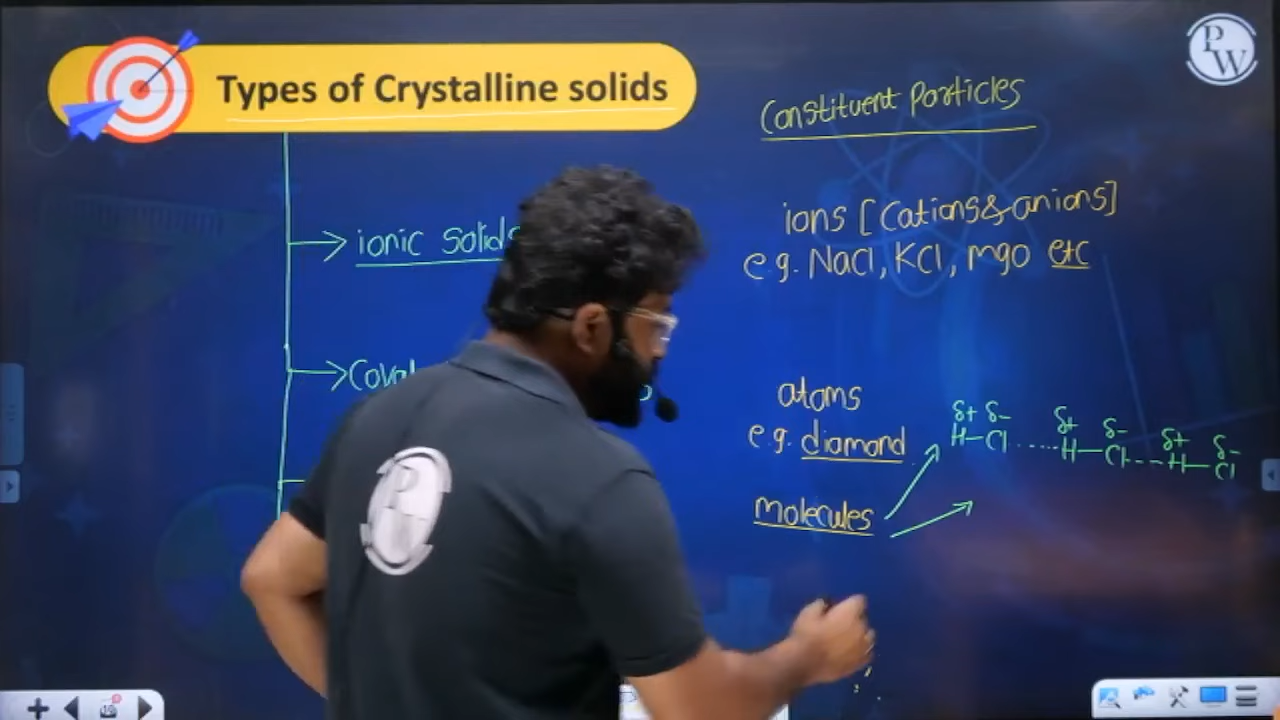 Types of Crystalline solids
Constituent Particles
PW
ionic Solids
ions [Cations & anions]
e.g. NaCl, KCl, mgo etc
atoms
e.g. diamond
δ+ δ- δ+ δ- δ+ δ-
H-Cl ..... H-Cl --- H-Cl
molecules